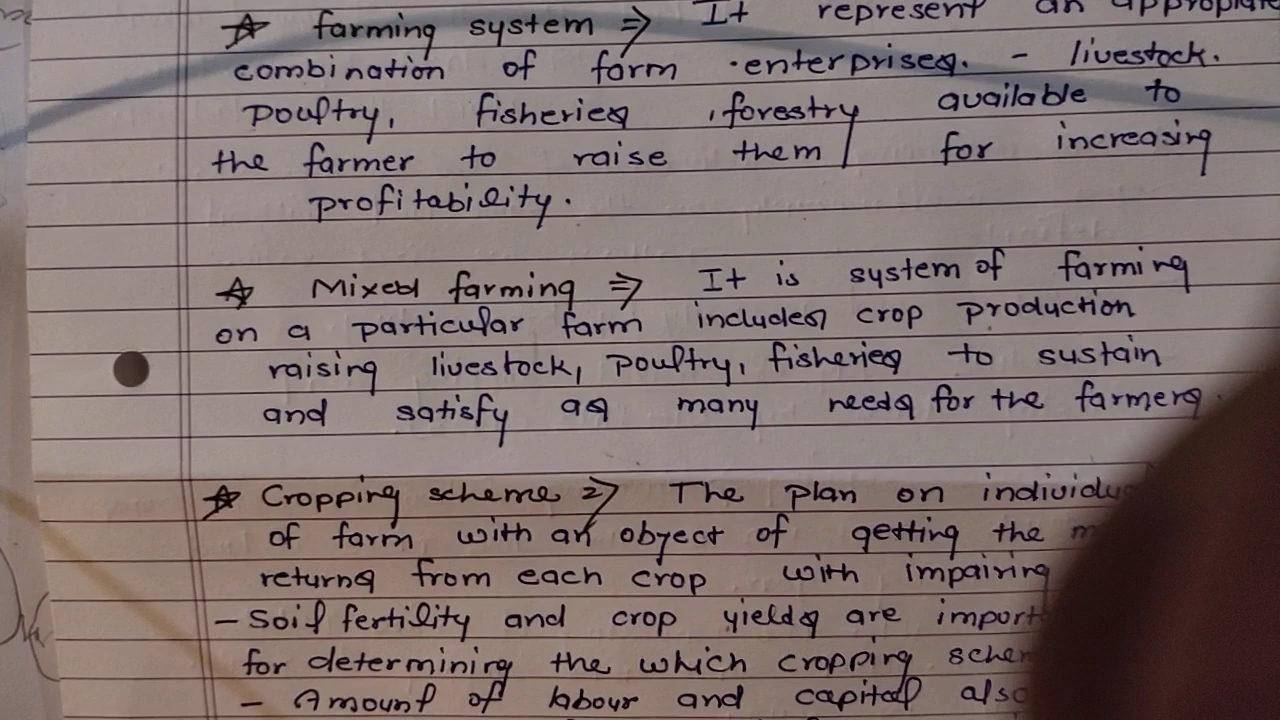 ☆ farming system ⇒ It represent an appropiate
combination of farm enterprises. - livestock.
poultry, fisheries, forestry available to
the farmer to raise them for increasing
profitability.
☆ Mixed farming ⇒ It is system of farming
on a particular farm includes crop production
raising livestock, poultry, fisheries to sustain
and satisfy as many needs for the farmers.
☆ Cropping scheme ⇒ The plan on
of farm with an object of getting the
returns from each crop with impairing
- Soil fertility and crop yields are
for determining the which cropping
- Amount of labour and capital also